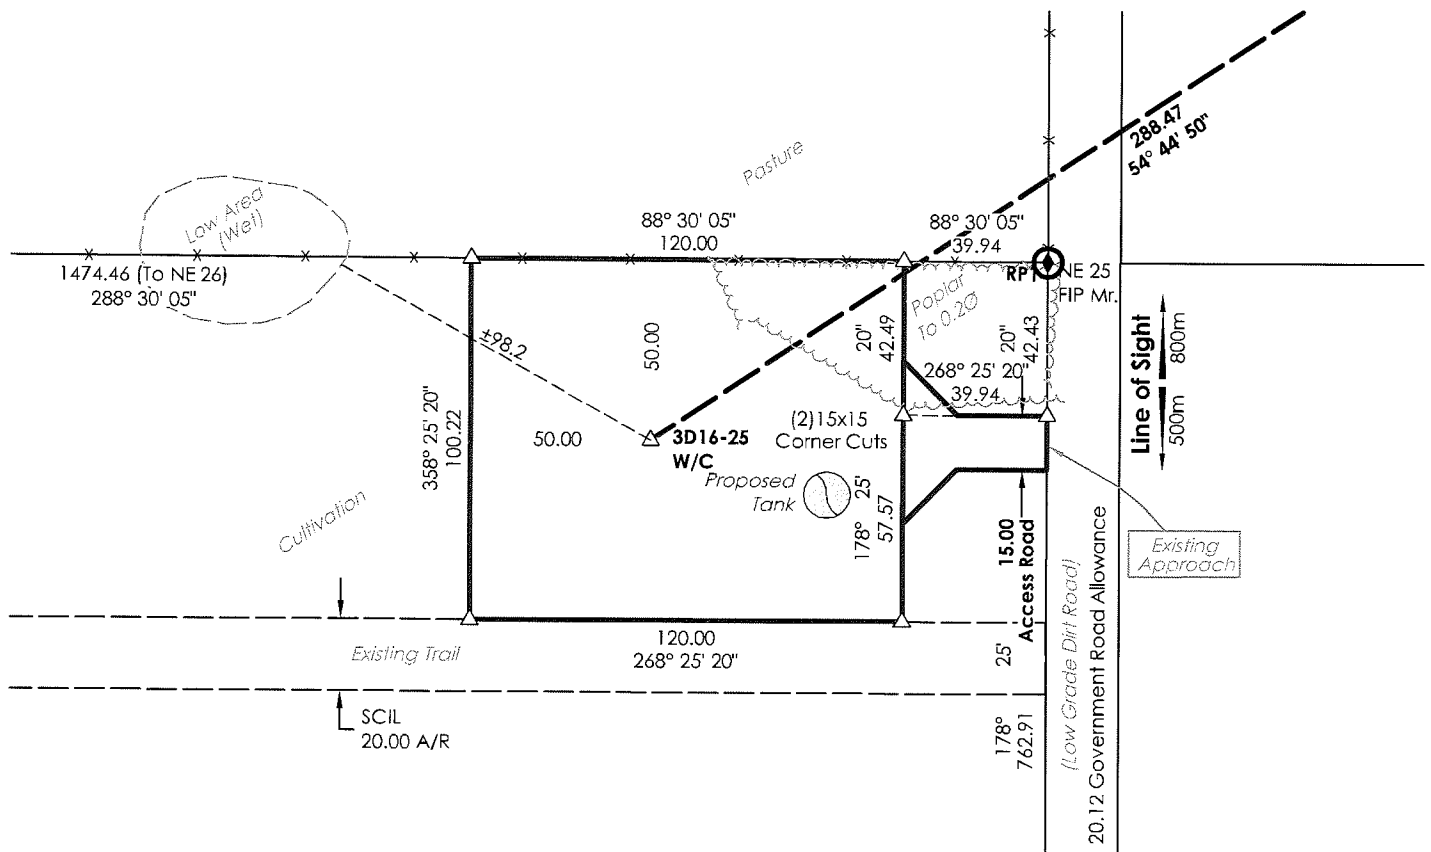 288.47
54° 44' 50"
Pasture
Low Area
(Wet)
88° 30' 05"
120.00
88° 30' 05"
39.94
1474.46 (To NE 26)
288° 30' 05"
RP
NE 25
FIP Mr.
Poplar
To 0.2Ø
±98.2
50.00
20"
42.49
20"
42.43
268° 25' 20"
39.94
Line of Sight
800m
500m
358° 25' 20"
100.22
50.00
3D16-25
W/C
(2)15x15
Corner Cuts
Proposed
Tank
178° 25'
57.57
Cultivation
15.00
Access Road
Existing
Approach
Existing Trail
120.00
268° 25' 20"
SCIL
20.00 A/R
178° 25'
762.91
(Low Grade Dirt Road)
20.12 Government Road Allowance